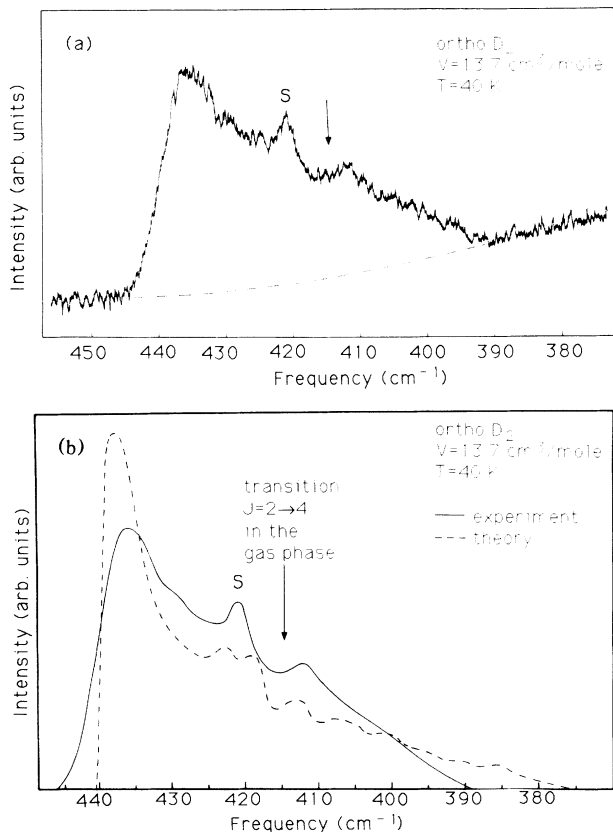 (a)
ortho D₂
V=13.7 cm³/mole
T=40 K
S
Intensity (arb. units)
450 440 430 420 410 400 390 380
Frequency (cm⁻¹)
(b)
ortho D₂
V=13.7 cm³/mole
T=40 K
transition
J=2→4
in the
gas phase
experiment
theory
S
Intensity (arb. units)
440 430 420 410 400 390 380
Frequency (cm⁻¹)